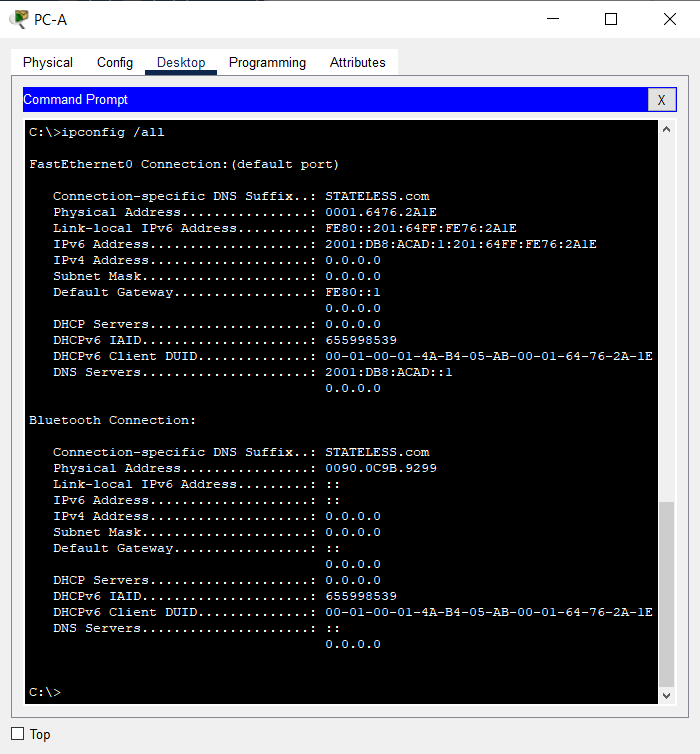 PC-A
Physical Config Desktop Programming Attributes
Command Prompt X
C:\>ipconfig /all
FastEthernet0 Connection:(default port)
Connection-specific DNS Suffix..: STATELESS.com
Physical Address................: 0001.6476.2A1E
Link-local IPv6 Address.........: FE80::201:64FF:FE76:2A1E
IPv6 Address....................: 2001:DB8:ACAD:1:201:64FF:FE76:2A1E
IPv4 Address....................: 0.0.0.0
Subnet Mask.....................: 0.0.0.0
Default Gateway.................: FE80::1
0.0.0.0
DHCP Servers....................: 0.0.0.0
DHCPv6 IAID.....................: 655998539
DHCPv6 Client DUID..............: 00-01-00-01-4A-B4-05-AB-00-01-64-76-2A-1E
DNS Servers.....................: 2001:DB8:ACAD::1
0.0.0.0
Bluetooth Connection:
Connection-specific DNS Suffix..: STATELESS.com
Physical Address................: 0090.0C9B.9299
Link-local IPv6 Address.........: ::
IPv6 Address....................: ::
IPv4 Address....................: 0.0.0.0
Subnet Mask.....................: 0.0.0.0
Default Gateway.................: ::
0.0.0.0
DHCP Servers....................: 0.0.0.0
DHCPv6 IAID.....................: 655998539
DHCPv6 Client DUID..............: 00-01-00-01-4A-B4-05-AB-00-01-64-76-2A-1E
DNS Servers.....................: ::
0.0.0.0
C:\>
Top